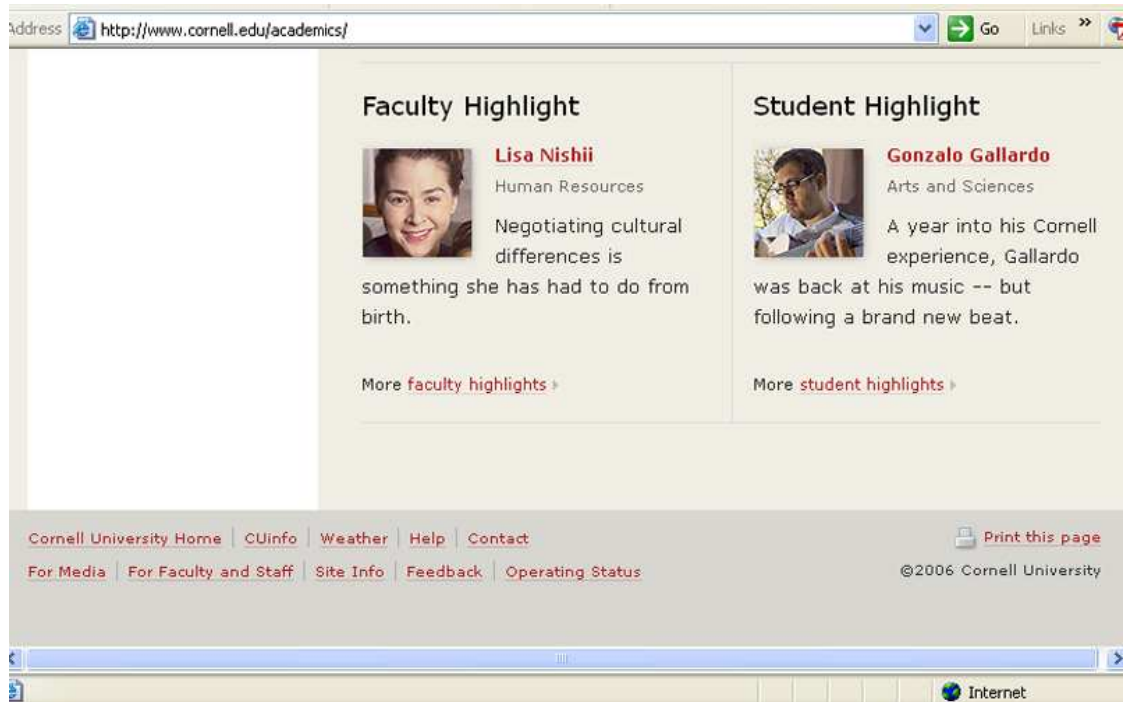 Address http://www.cornell.edu/academics/ Go Links »
Faculty Highlight
Lisa Nishii
Human Resources
Negotiating cultural
differences is
something she has had to do from
birth.
More faculty highlights
Student Highlight
Gonzalo Gallardo
Arts and Sciences
A year into his Cornell
experience, Gallardo
was back at his music -- but
following a brand new beat.
More student highlights
Cornell University Home | CUinfo | Weather | Help | Contact
Print this page
For Media | For Faculty and Staff | Site Info | Feedback | Operating Status
©2006 Cornell University
Internet